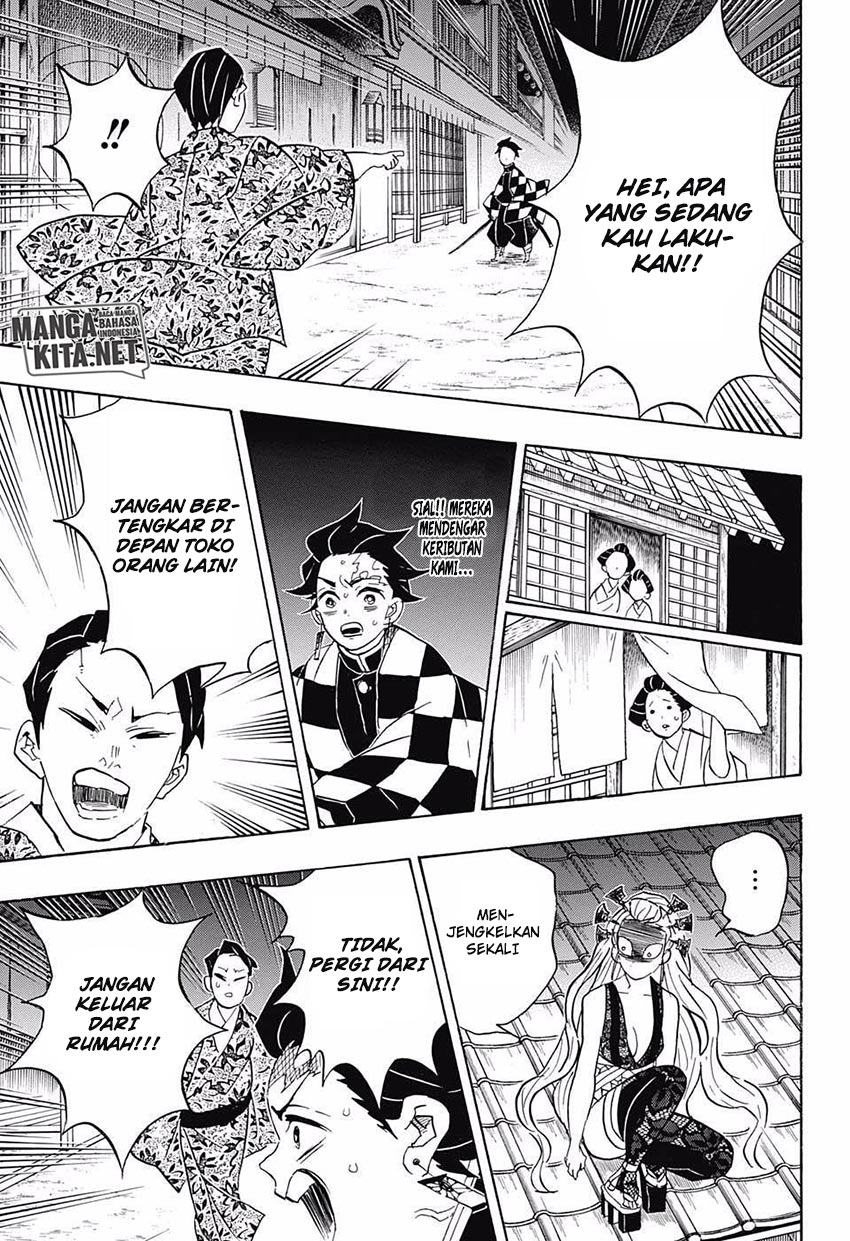 HEI, APA
YANG SEDANG
KAU LAKU-
KAN!!
!!
MANGA
KITA.NET
BACA MANGA
BAHASA
INDONESIA
SIAL!! MEREKA
MENDENGAR
KERIBUTAN
KAMI...
JANGAN BER-
TENGKAR DI
DEPAN TOKO
ORANG LAIN!
...
MEN-
JENGKELKAN
SEKALI
TIDAK,
PERGI DARI
SINI!!
JANGAN
KELUAR
DARI
RUMAH!!!